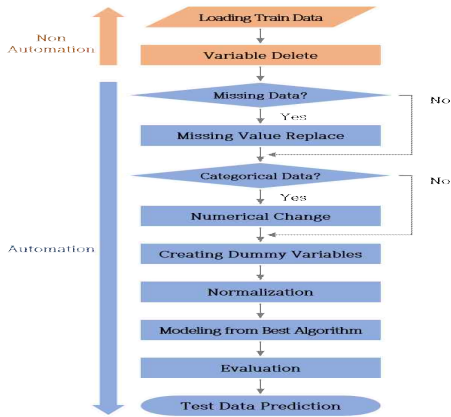 Loading Train Data
Non
Automation
Variable Delete
Missing Data?
No
Yes
Missing Value Replace
Categorical Data?
No
Yes
Numerical Change
Automation
Creating Dummy Variables
Normalization
Modeling from Best Algorithm
Evaluation
Test Data Prediction